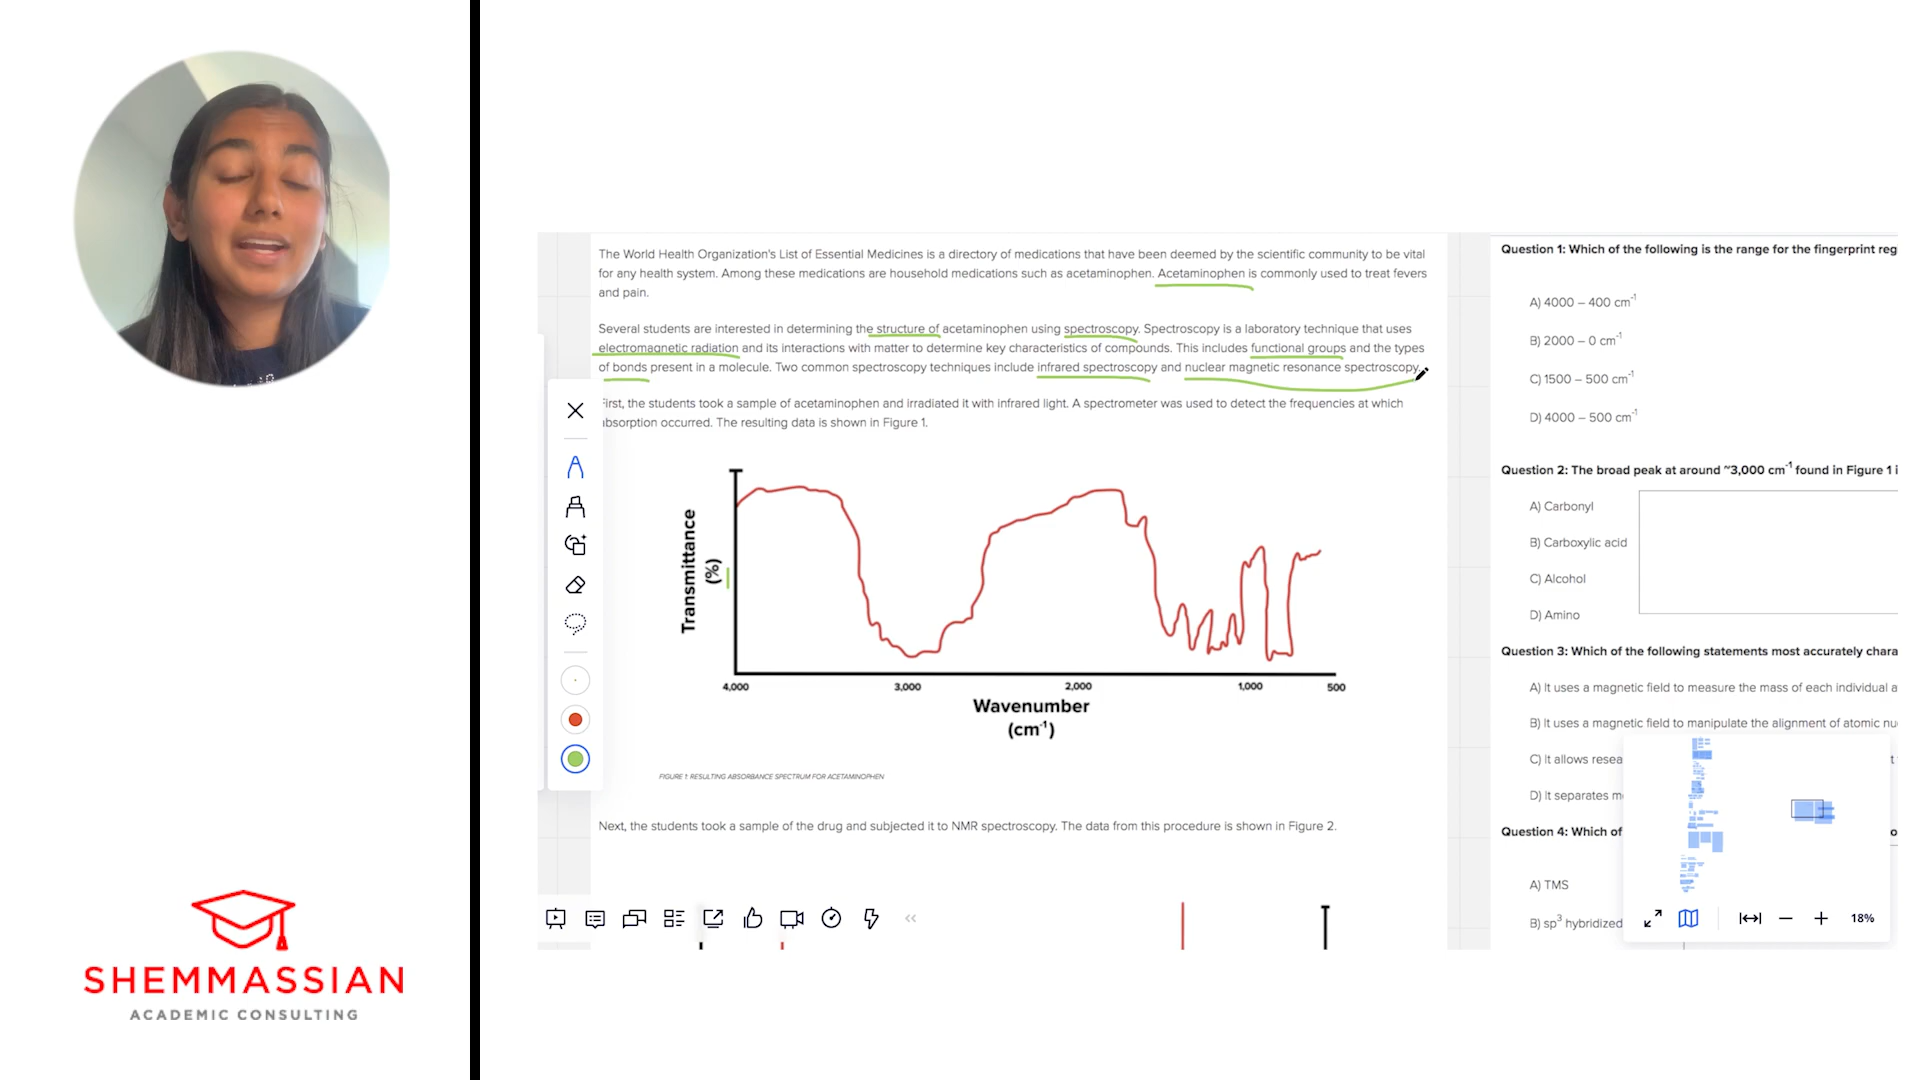 The World Health Organization's List of Essential Medicines is a directory of medications that have been deemed by the scientific community to be vital
for any health system. Among these medications are household medications such as acetaminophen. Acetaminophen is commonly used to treat fevers
and pain.
Several students are interested in determining the structure of acetaminophen using spectroscopy. Spectroscopy is a laboratory technique that uses
electromagnetic radiation and its interactions with matter to determine key characteristics of compounds. This includes functional groups and the types
of bonds present in a molecule. Two common spectroscopy techniques include infrared spectroscopy and nuclear magnetic resonance spectroscopy.
First, the students took a sample of acetaminophen and irradiated it with infrared light. A spectrometer was used to detect the frequencies at which
absorption occurred. The resulting data is shown in Figure 1.
Transmittance
(%)
4,000 3,000 2,000 1,000 500
Wavenumber
(cm⁻¹)
FIGURE 1: RESULTING ABSORBANCE SPECTRUM FOR ACETAMINOPHEN
Next, the students took a sample of the drug and subjected it to NMR spectroscopy. The data from this procedure is shown in Figure 2.
Question 1: Which of the following is the range for the fingerprint reg
A) 4000 – 400 cm⁻¹
B) 2000 – 0 cm⁻¹
C) 1500 – 500 cm⁻¹
D) 4000 – 500 cm⁻¹
Question 2: The broad peak at around ~3,000 cm⁻¹ found in Figure 1 i
A) Carbonyl
B) Carboxylic acid
C) Alcohol
D) Amino
Question 3: Which of the following statements most accurately chara
A) It uses a magnetic field to measure the mass of each individual a
B) It uses a magnetic field to manipulate the alignment of atomic nu
C) It allows resea
D) It separates m
Question 4: Which of
A) TMS
B) sp³ hybridized
18%
SHEMMASSIAN
ACADEMIC CONSULTING